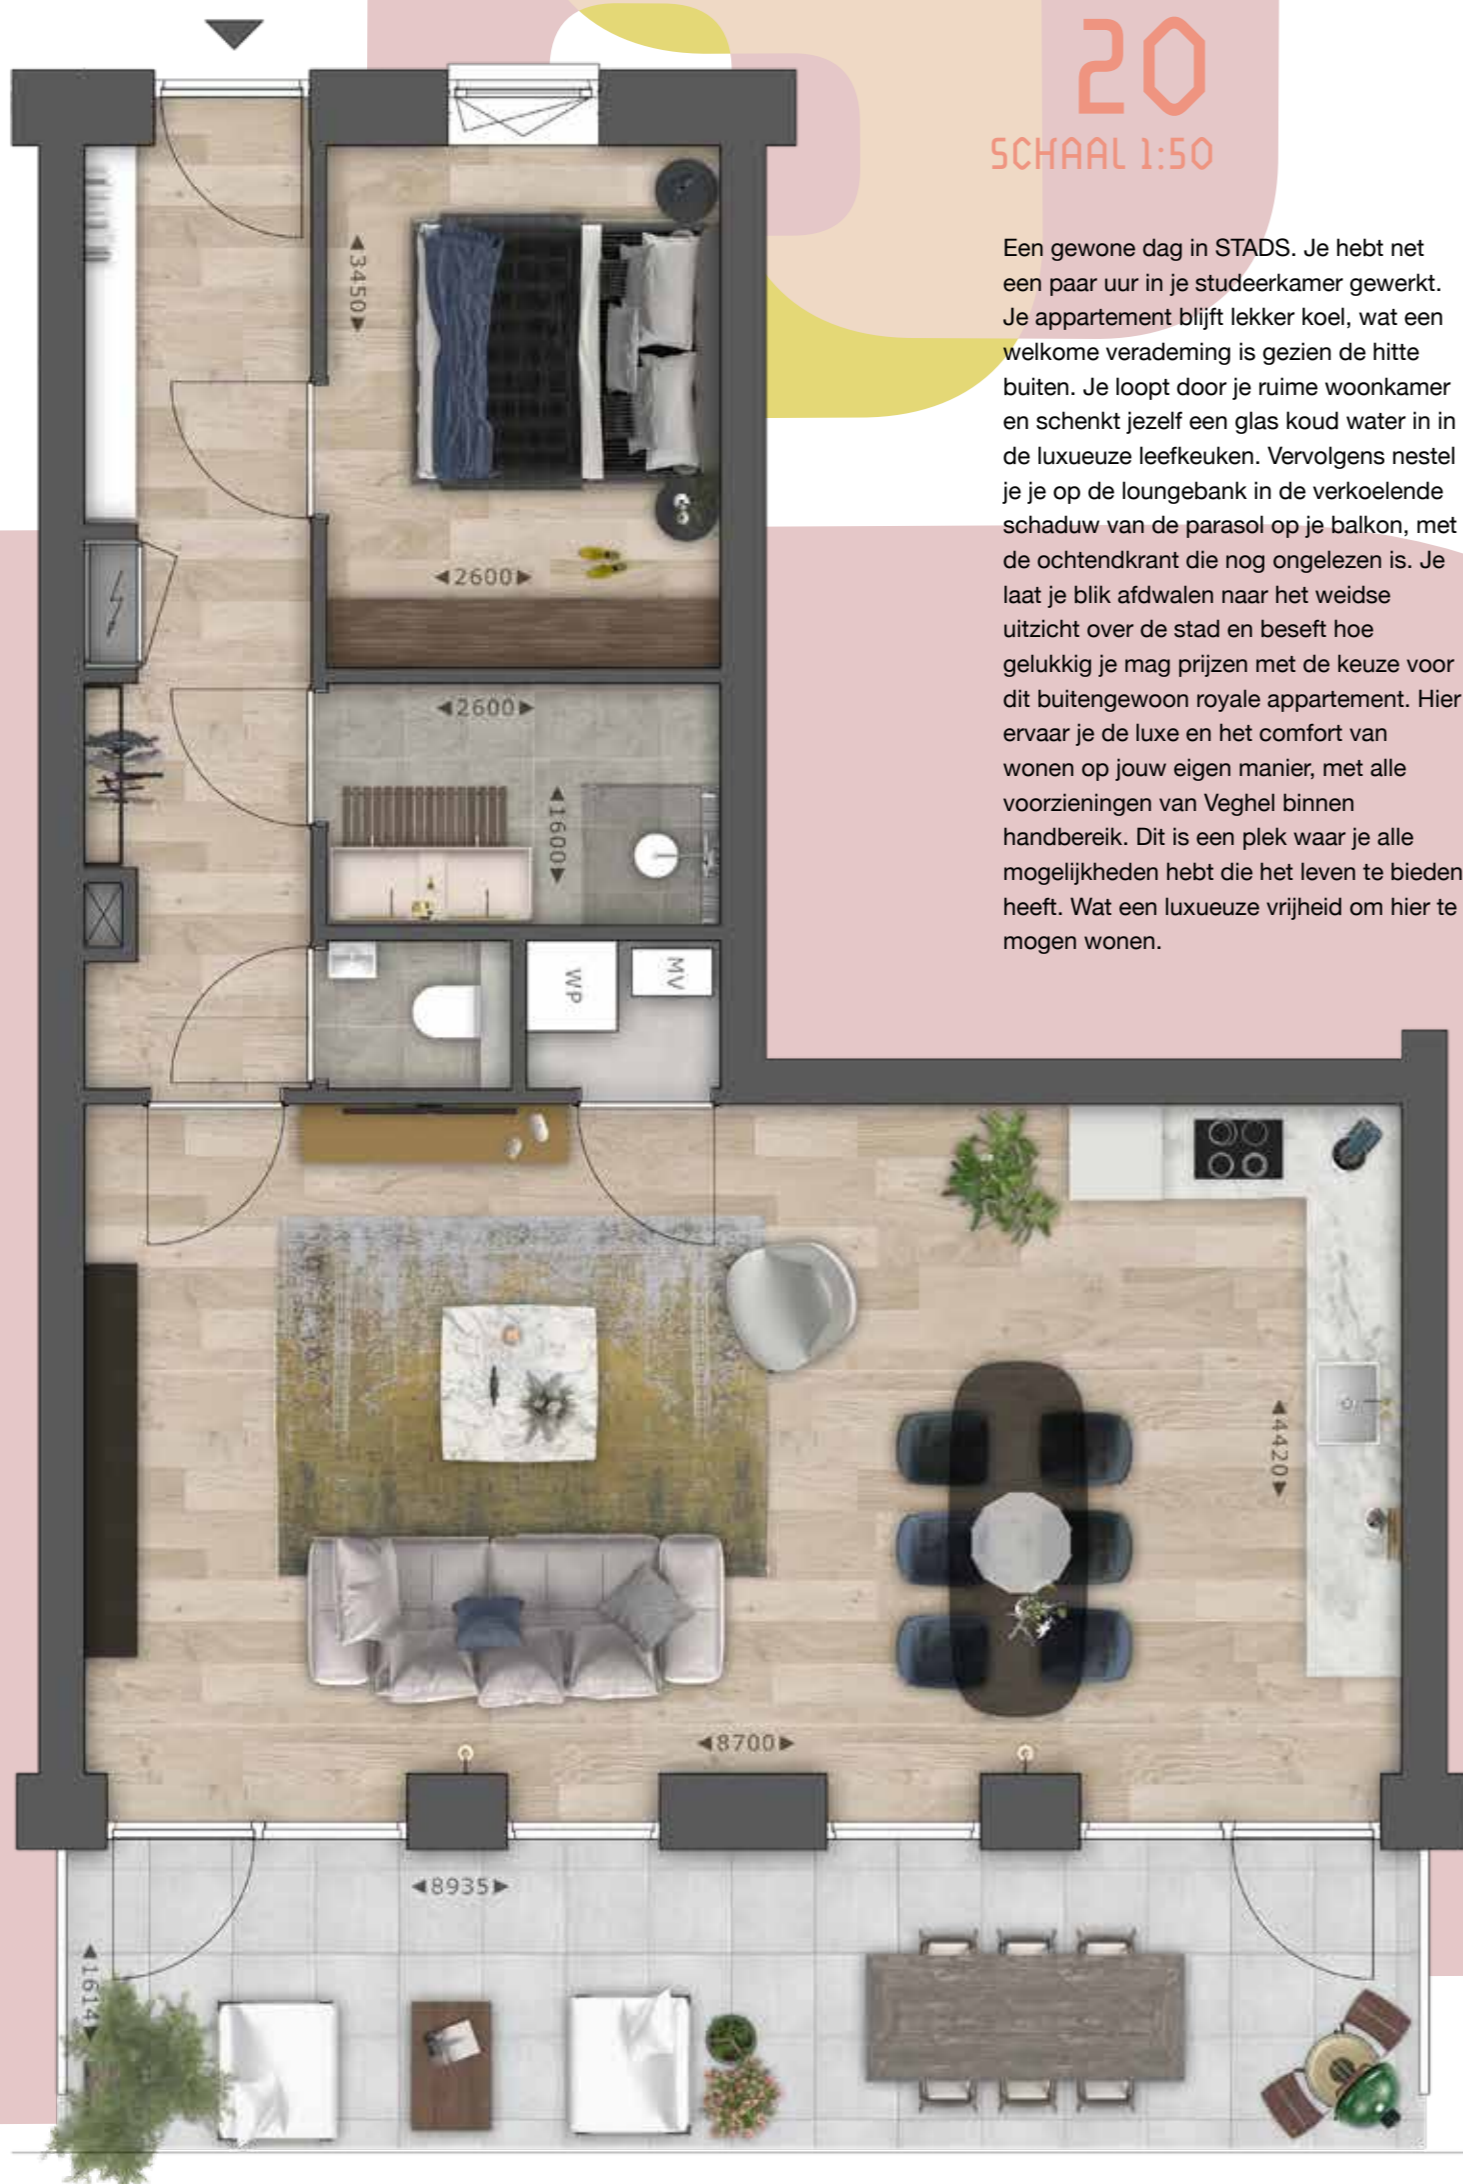 20
SCHAAL 1:50
Een gewone dag in STADS. Je hebt net
een paar uur in je studeerkamer gewerkt.
Je appartement blijft lekker koel, wat een
welkome verademing is gezien de hitte
buiten. Je loopt door je ruime woonkamer
en schenkt jezelf een glas koud water in in
de luxueuze leefkeuken. Vervolgens nestel
je je op de loungebank in de verkoelende
schaduw van de parasol op je balkon, met
de ochtendkrant die nog ongelezen is. Je
laat je blik afdwalen naar het weidse
uitzicht over de stad en beseft hoe
gelukkig je mag prijzen met de keuze voor
dit buitengewoon royale appartement. Hier
ervaar je de luxe en het comfort van
wonen op jouw eigen manier, met alle
voorzieningen van Veghel binnen
handbereik. Dit is een plek waar je alle
mogelijkheden hebt die het leven te bieden
heeft. Wat een luxueuze vrijheid om hier te
mogen wonen.
3450
2600
2600
1600
WP
MV
4420
8700
8935
1614